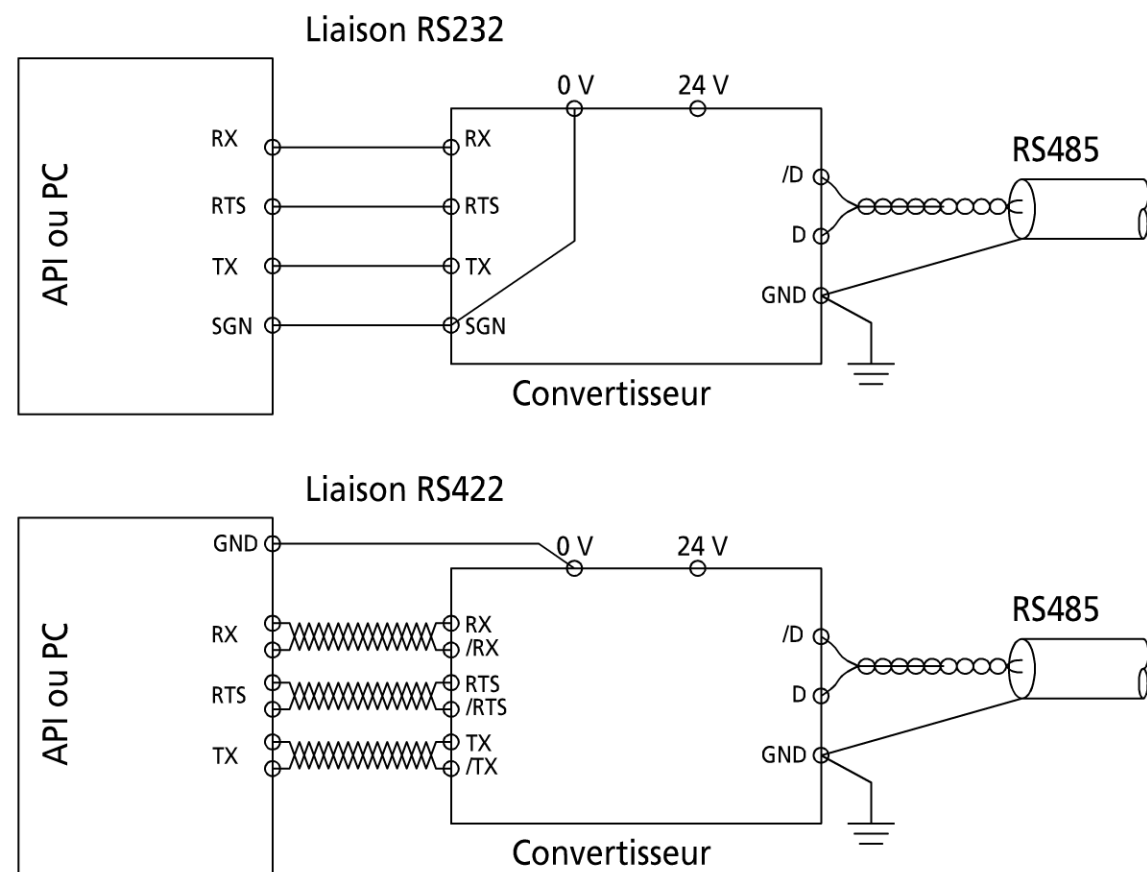 Liaison RS232
0 V 24 V
API ou PC
RX RX
RTS RTS
TX TX
SGN SGN
/D
D
GND
RS485
Convertisseur
Liaison RS422
GND
0 V 24 V
API ou PC
RX RX
/RX
RTS RTS
/RTS
TX TX
/TX
/D
D
GND
RS485
Convertisseur